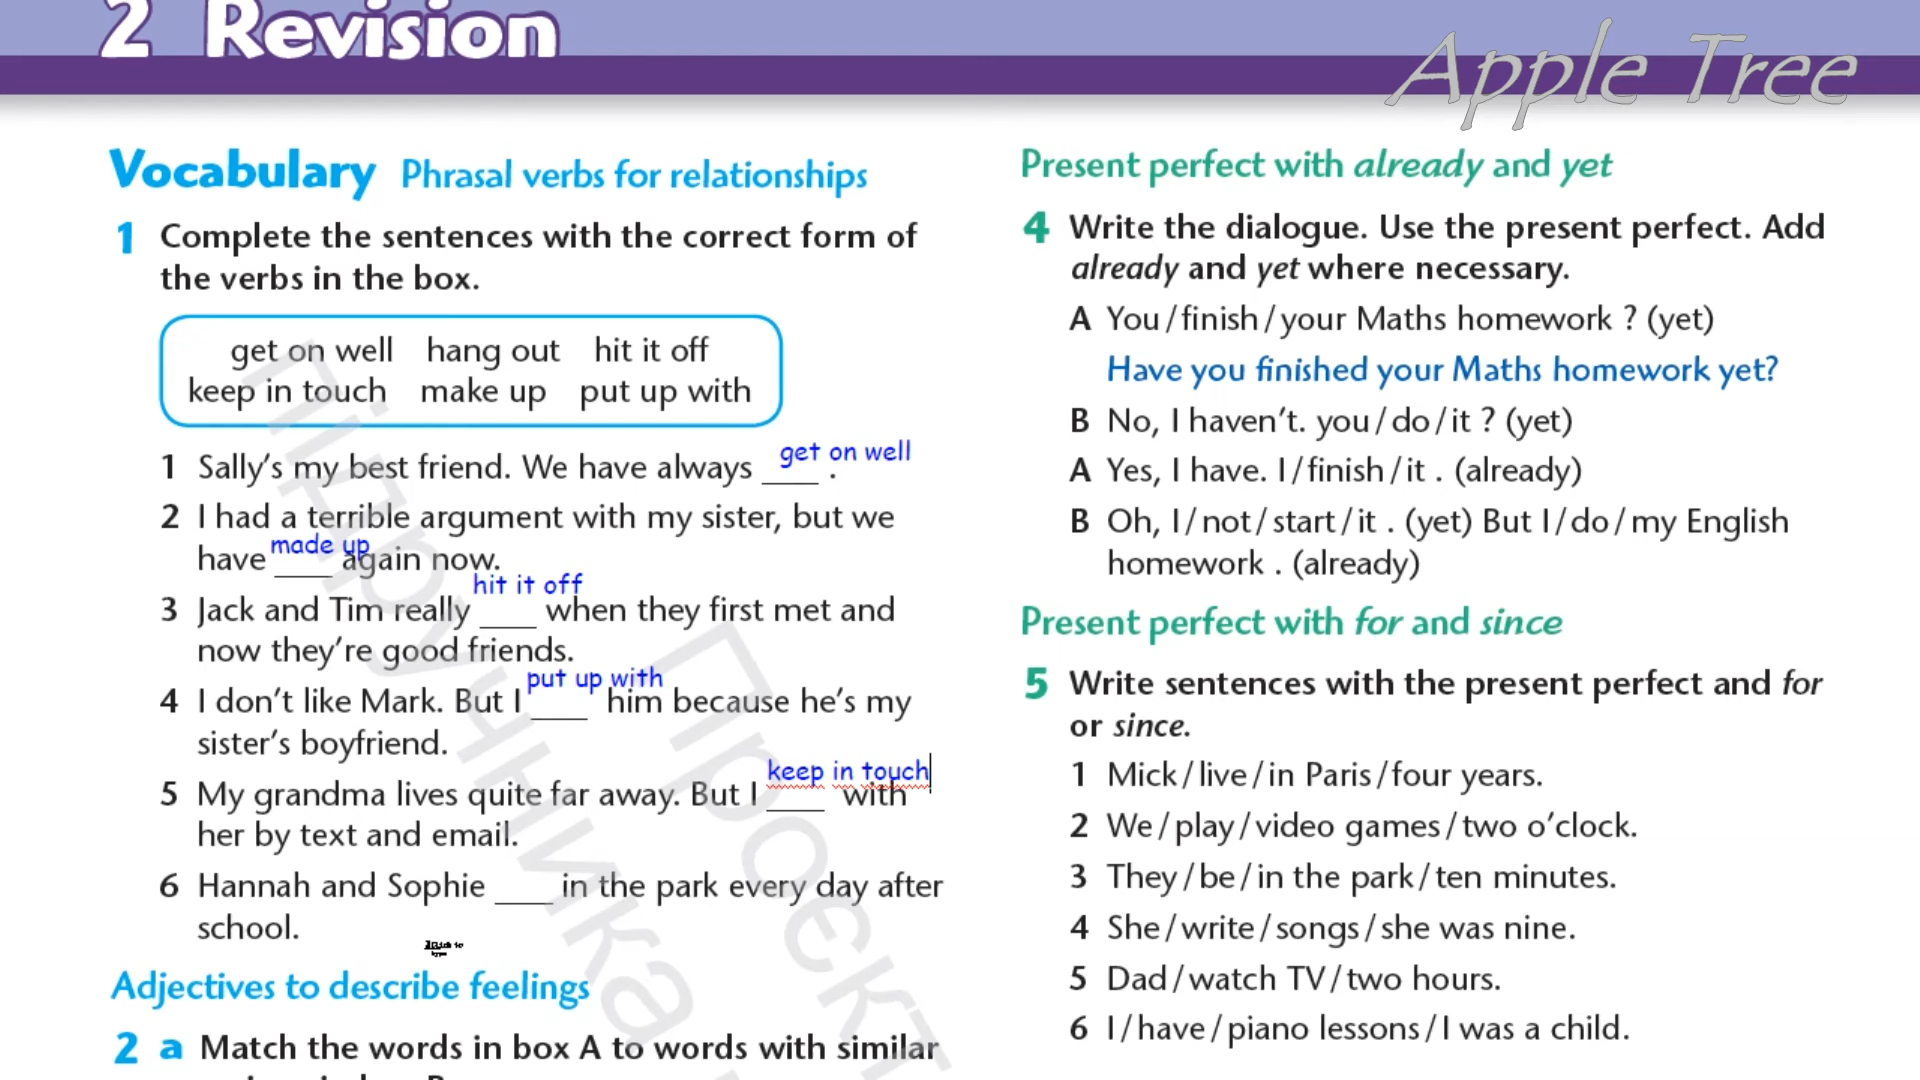 2 Revision
Apple Tree
Vocabulary Phrasal verbs for relationships
1 Complete the sentences with the correct form of
the verbs in the box.
get on well hang out hit it off
keep in touch make up put up with
get on well
1 Sally's my best friend. We have always ____ .
2 I had a terrible argument with my sister, but we
made up
have ____ again now.
hit it off
3 Jack and Tim really ____ when they first met and
now they're good friends.
put up with
4 I don't like Mark. But I ____ him because he's my
sister's boyfriend.
keep in touch
5 My grandma lives quite far away. But I ____ with
her by text and email.
6 Hannah and Sophie ____ in the park every day after
school.
Adjectives to describe feelings
2 a Match the words in box A to words with similar
Present perfect with already and yet
4 Write the dialogue. Use the present perfect. Add
already and yet where necessary.
A You / finish / your Maths homework ? (yet)
Have you finished your Maths homework yet?
B No, I haven't. you / do / it ? (yet)
A Yes, I have. I / finish / it . (already)
B Oh, I / not / start / it . (yet) But I / do / my English
homework . (already)
Present perfect with for and since
5 Write sentences with the present perfect and for
or since.
1 Mick / live / in Paris / four years.
2 We / play / video games / two o'clock.
3 They / be / in the park / ten minutes.
4 She / write / songs / she was nine.
5 Dad / watch TV / two hours.
6 I / have / piano lessons / I was a child.
Проєкт
підручника